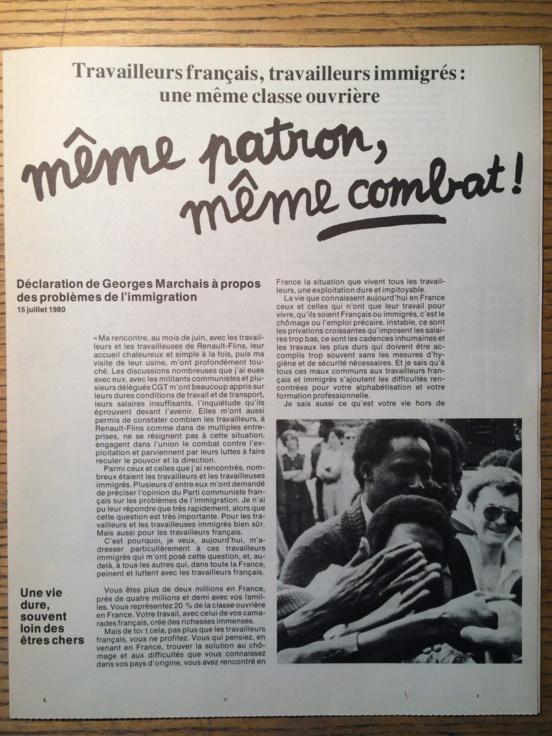 Travailleurs français, travailleurs immigrés :
une même classe ouvrière
même patron,
même combat!
Déclaration de Georges Marchais à propos
des problèmes de l'immigration
15 juillet 1980
« Ma rencontre, au mois de juin, avec les travail-
leurs et les travailleuses de Renault-Flins, leur
accueil chaleureux et simple à la fois, puis ma
visite de leur usine, m'ont profondément tou-
ché. Les discussions nombreuses que j'ai eues
avec eux, avec les militants communistes et plu-
sieurs délégués CGT m'ont beaucoup appris sur
leurs dures conditions de travail et de transport,
leurs salaires insuffisants, l'inquiétude qu'ils
éprouvent devant l'avenir. Elles m'ont aussi
permis de constater combien les travailleurs, à
Renault-Flins comme dans de multiples entre-
prises, ne se résignent pas à cette situation,
engagent dans l'union le combat contre l'ex-
ploitation et parviennent par leurs luttes à faire
reculer le pouvoir et la direction.
Parmi ceux et celles que j'ai rencontrés, nom-
breux étaient les travailleurs et les travailleuses
immigrés. Plusieurs d'entre eux m'ont demandé
de préciser l'opinion du Parti communiste fran-
çais sur les problèmes de l'immigration. Je n'ai
pu leur répondre que très rapidement, alors que
cette question est très importante. Pour les tra-
vailleurs et les travailleuses immigrés bien sûr.
Mais aussi pour les travailleurs français.
C'est pourquoi, je veux, aujourd'hui, m'a-
dresser particulièrement à ces travailleurs
immigrés qui m'ont posé cette question, et, au-
delà, à tous les autres qui, dans toute la France,
peinent et luttent avec les travailleurs français.
Une vie
dure,
souvent
loin des
êtres chers
Vous êtes plus de deux millions en France,
près de quatre millions et demi avec vos famil-
les. Vous représentez 20 % de la classe ouvrière
en France. Votre travail, avec celui de vos cama-
rades français, crée des richesses immenses.
Mais de tout cela, pas plus que les travailleurs
français, vous ne profitez. Vous qui pensiez, en
venant en France, trouver la solution au chô-
mage et aux difficultés que vous connaissez
dans vos pays d'origine, vous avez rencontré en
France la situation que vivent tous les travail-
leurs, une exploitation dure et impitoyable.
La vie que connaissent aujourd'hui en France
ceux et celles qui n'ont que leur travail pour
vivre, qu'ils soient Français ou immigrés, c'est le
chômage ou l'emploi précaire, instable, ce sont
les privations croissantes qu'imposent les salai-
res trop bas, ce sont les cadences inhumaines et
les travaux les plus durs qui doivent être ac-
complis trop souvent sans les mesures d'hy-
giène et de sécurité nécessaires. Et je sais qu'à
tous ces maux communs aux travailleurs fran-
çais et immigrés s'ajoutent les difficultés ren-
contrées pour votre alphabétisation et votre
formation professionnelle.
Je sais aussi ce qu'est votre vie hors de